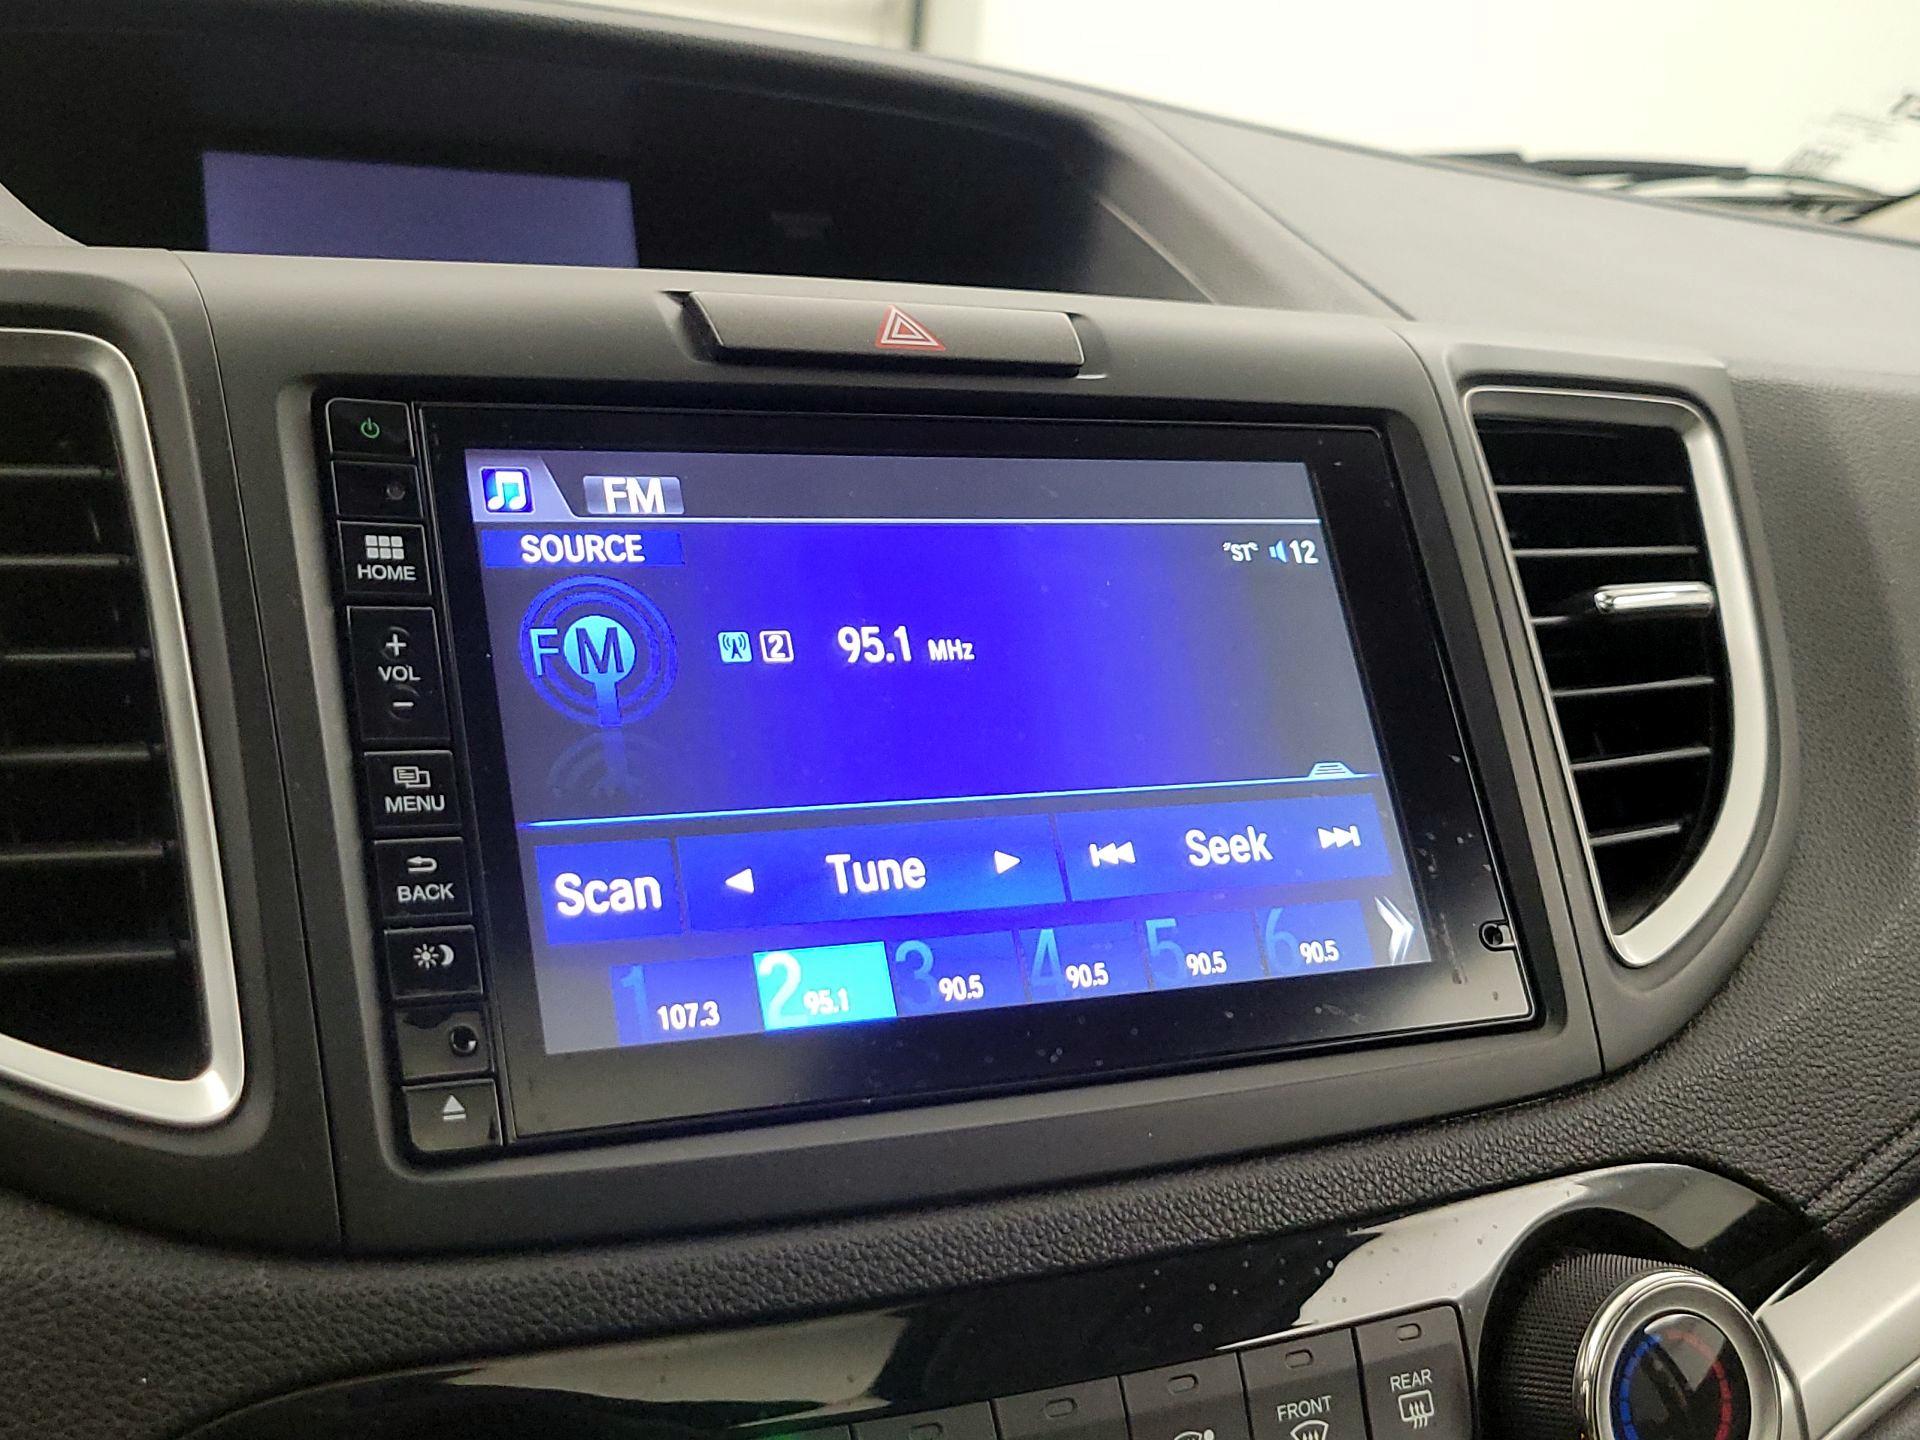 FM
SOURCE
ST 12
FM
2 95.1 MHz
HOME
+
VOL
-
MENU
BACK
Scan Tune Seek
1 107.3 2 95.1 3 90.5 4 90.5 5 90.5 6 90.5
FRONT
REAR